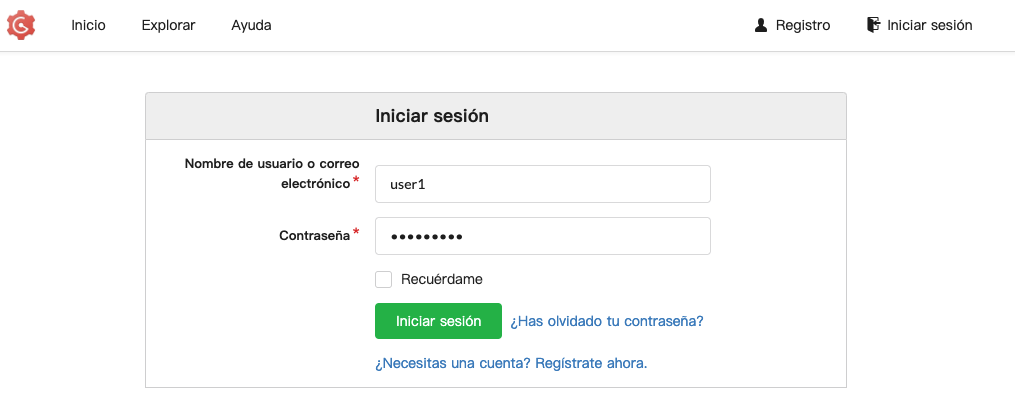 Inicio Explorar Ayuda Registro Iniciar sesión
Iniciar sesión
Nombre de usuario o correo
electrónico*
user1
Contraseña*
•••••••••
Recuérdame
Iniciar sesión ¿Has olvidado tu contraseña?
¿Necesitas una cuenta? Regístrate ahora.